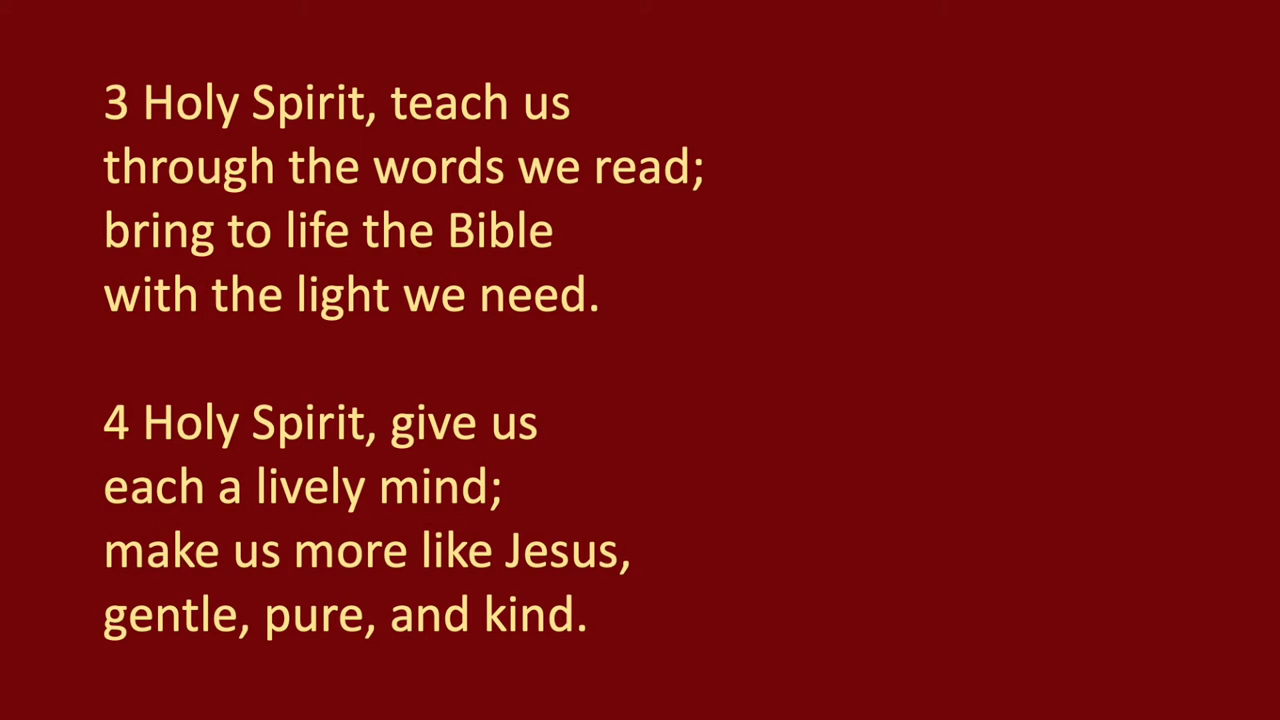 3 Holy Spirit, teach us
through the words we read;
bring to life the Bible
with the light we need.
4 Holy Spirit, give us
each a lively mind;
make us more like Jesus,
gentle, pure, and kind.